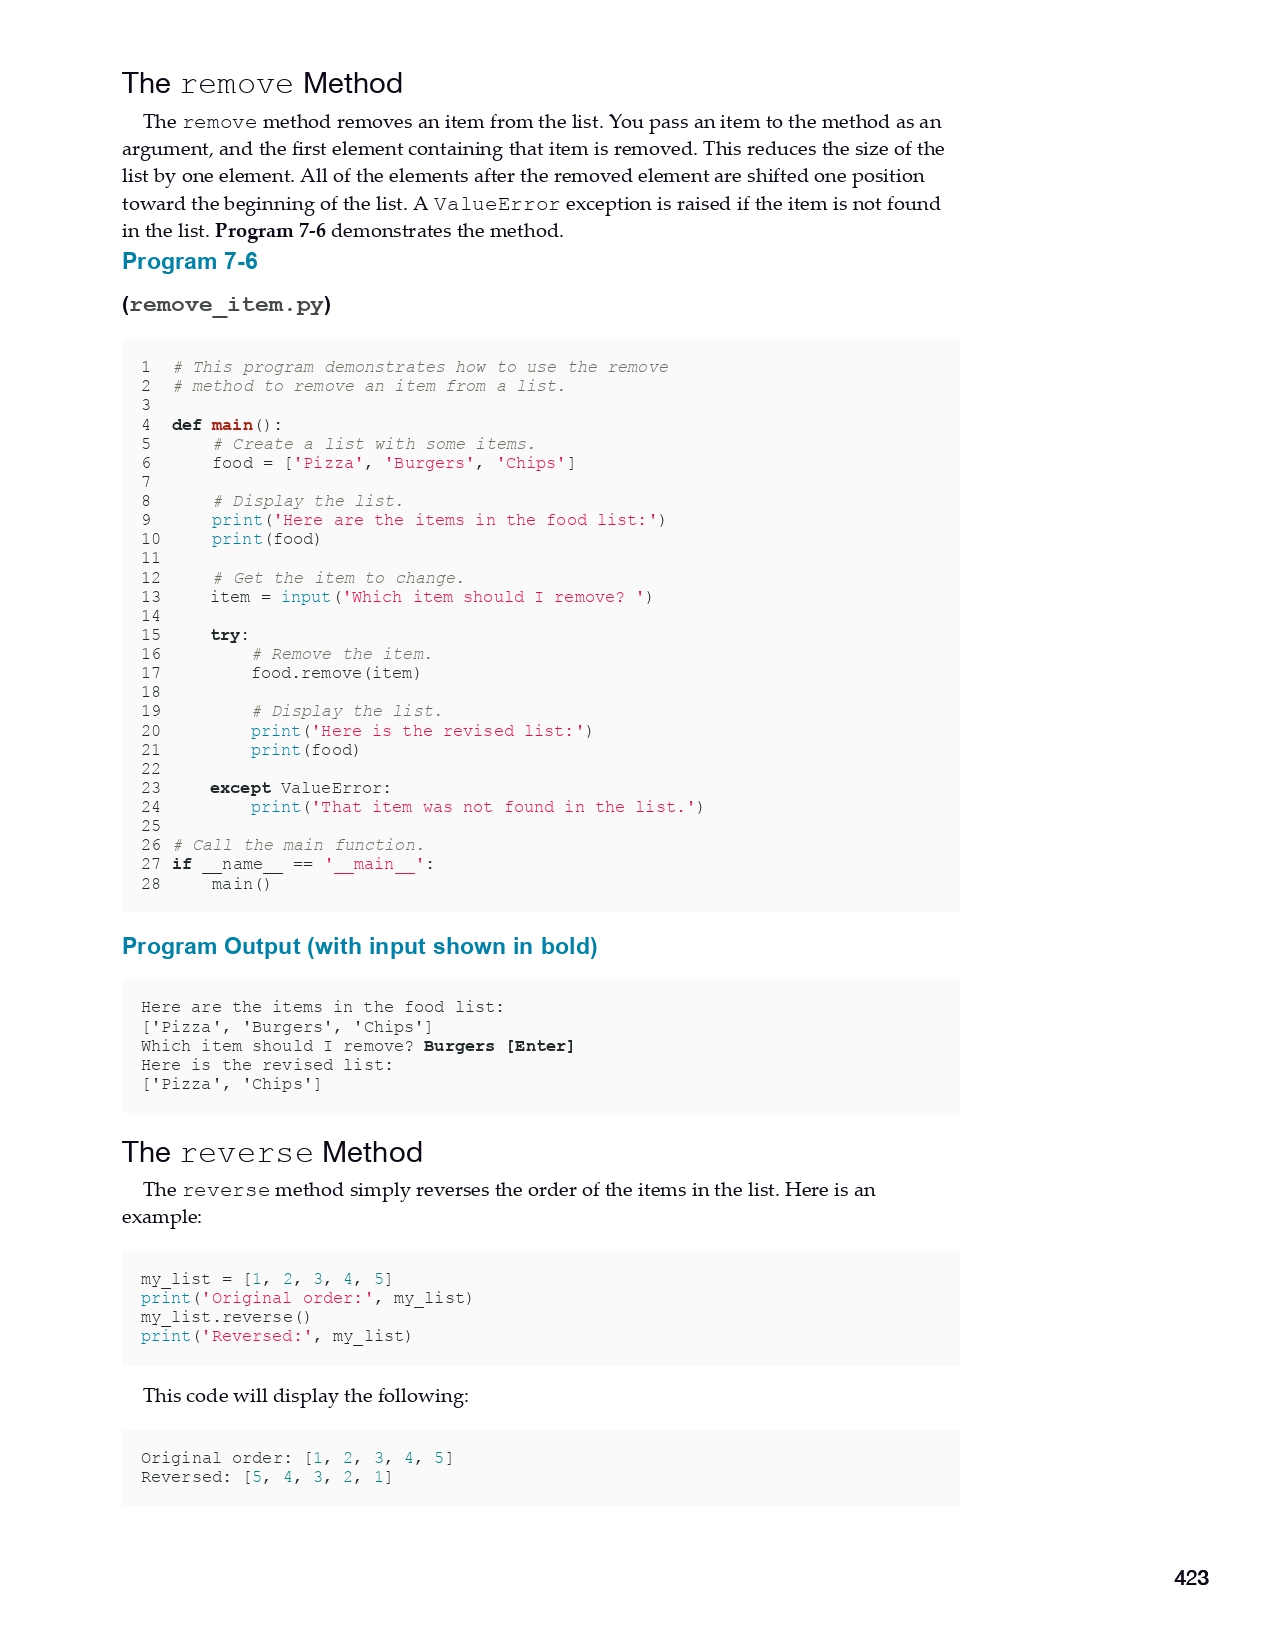 The remove Method
The remove method removes an item from the list. You pass an item to the method as an
argument, and the first element containing that item is removed. This reduces the size of the
list by one element. All of the elements after the removed element are shifted one position
toward the beginning of the list. A ValueError exception is raised if the item is not found
in the list. Program 7-6 demonstrates the method.
Program 7-6
(remove_item.py)
1 # This program demonstrates how to use the remove
2 # method to remove an item from a list.
3
4 def main():
5     # Create a list with some items.
6     food = ['Pizza', 'Burgers', 'Chips']
7
8     # Display the list.
9     print('Here are the items in the food list:')
10     print(food)
11
12     # Get the item to change.
13     item = input('Which item should I remove? ')
14
15     try:
16         # Remove the item.
17         food.remove(item)
18
19         # Display the list.
20         print('Here is the revised list:')
21         print(food)
22
23     except ValueError:
24         print('That item was not found in the list.')
25
26 # Call the main function.
27 if __name__ == '__main__':
28     main()
Program Output (with input shown in bold)
Here are the items in the food list:
['Pizza', 'Burgers', 'Chips']
Which item should I remove? Burgers [Enter]
Here is the revised list:
['Pizza', 'Chips']
The reverse Method
The reverse method simply reverses the order of the items in the list. Here is an
example:
my_list = [1, 2, 3, 4, 5]
print('Original order:', my_list)
my_list.reverse()
print('Reversed:', my_list)
This code will display the following:
Original order: [1, 2, 3, 4, 5]
Reversed: [5, 4, 3, 2, 1]
423